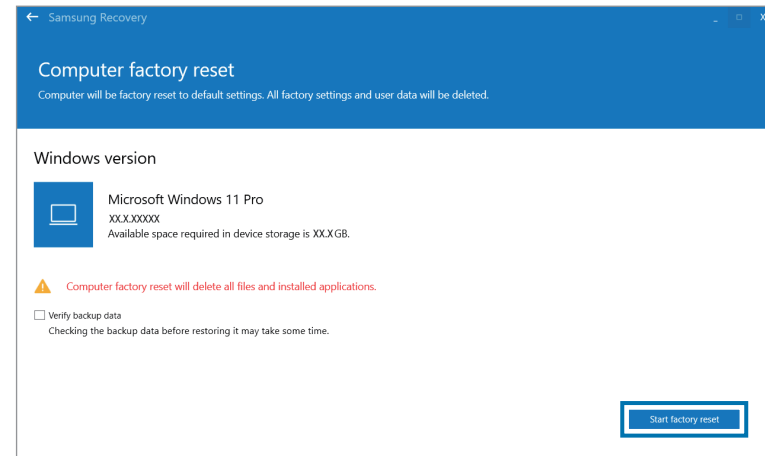 Samsung Recovery
Computer factory reset
Computer will be factory reset to default settings. All factory settings and user data will be deleted.
Windows version
Microsoft Windows 11 Pro
XX.X.XXXXX
Available space required in device storage is XX.X GB.
Computer factory reset will delete all files and installed applications.
Verify backup data
Checking the backup data before restoring it may take some time.
Start factory reset